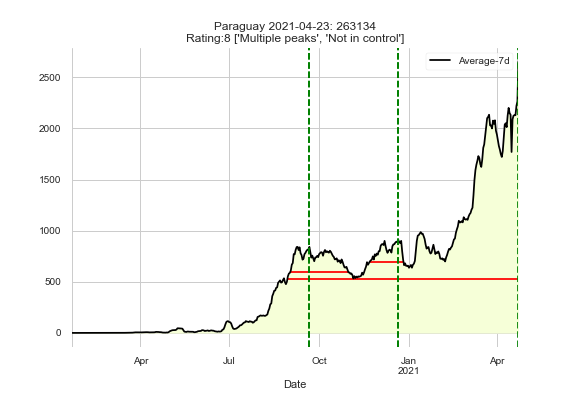 Paraguay 2021-04-23: 263134
Rating:8 ['Multiple peaks', 'Not in control']
Average-7d
2500
2000
1500
1000
500
0
Apr
Jul
Oct
Jan
2021
Apr
Date